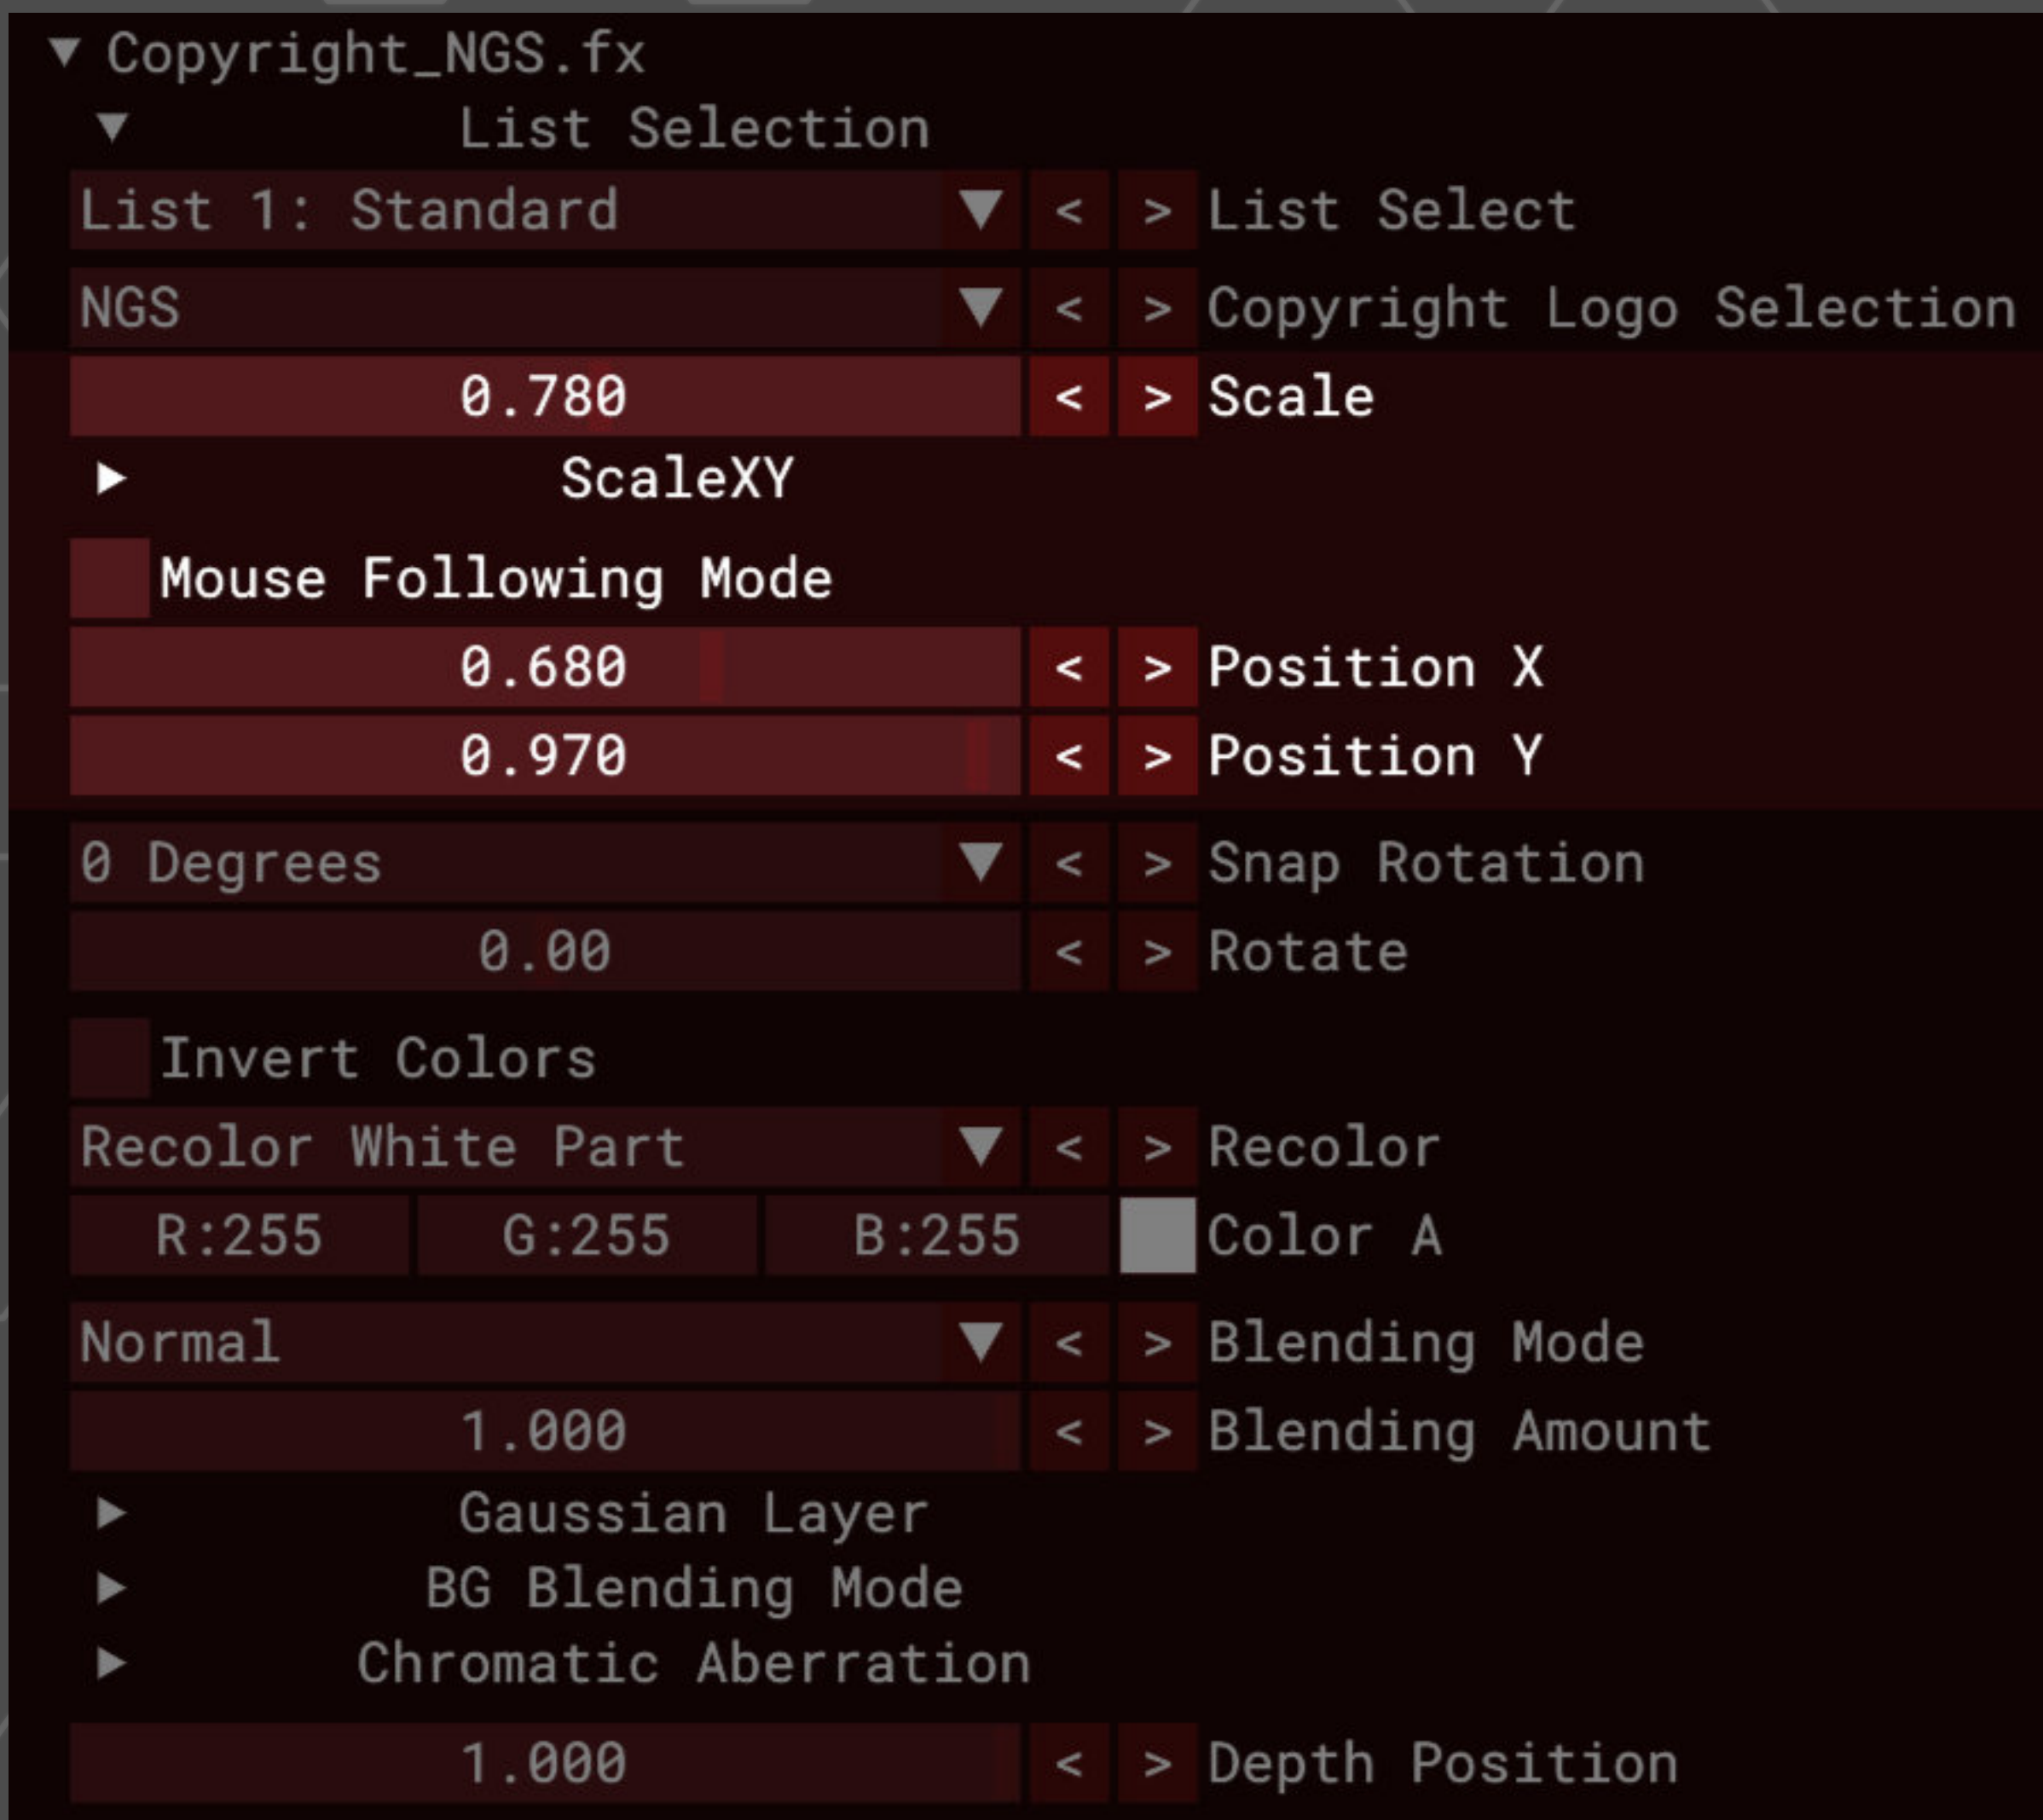 Copyright_NGS.fx
List Selection
List 1: Standard < > List Select
NGS < > Copyright Logo Selection
0.780 < > Scale
ScaleXY
Mouse Following Mode
0.680 < > Position X
0.970 < > Position Y
0 Degrees < > Snap Rotation
0.00 < > Rotate
Invert Colors
Recolor White Part < > Recolor
R:255 G:255 B:255 Color A
Normal < > Blending Mode
1.000 < > Blending Amount
Gaussian Layer
BG Blending Mode
Chromatic Aberration
1.000 < > Depth Position